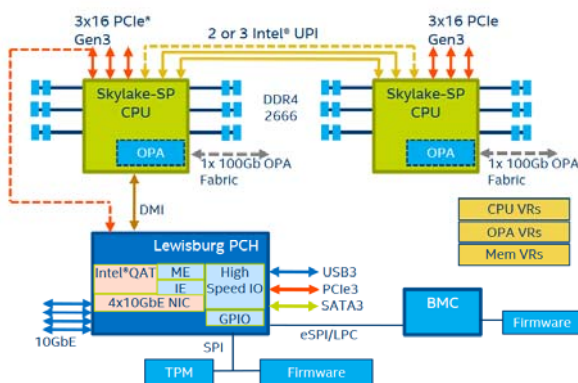 3x16 PCIe*
Gen3
2 or 3 Intel® UPI
3x16 PCIe
Gen3
Skylake-SP
CPU
DDR4
2666
Skylake-SP
CPU
OPA
OPA
1x 100Gb OPA
Fabric
1x 100Gb OPA
Fabric
DMI
CPU VRs
OPA VRs
Mem VRs
Lewisburg PCH
Intel®QAT
ME
IE
High
Speed IO
4x10GbE NIC
GPIO
USB3
PCIe3
SATA3
BMC
Firmware
10GbE
SPI
eSPI/LPC
TPM
Firmware